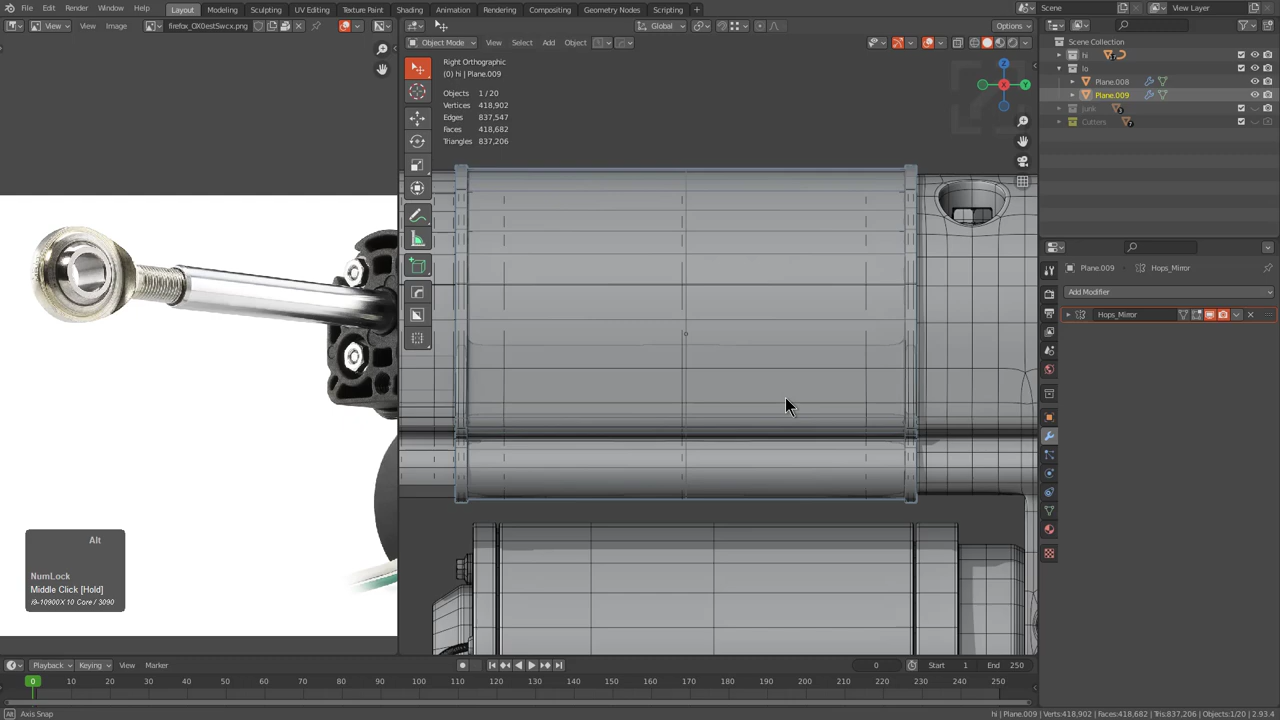 File Edit Render Window Help
Layout Modeling Sculpting UV Editing Texture Paint Shading Animation Rendering Compositing Geometry Nodes Scripting
Scene View Layer
View View Image firefox_OX0estSwcx.png
Global Options
Object Mode View Select Add Object
Right Orthographic
(0) hi | Plane.009
Objects 1/20
Vertices 418,902
Edges 837,547
Faces 418,682
Triangles 837,206
Z
Y
X
Scene Collection
hi
lo
Plane.008
Plane.009
Junk
Cutters
Plane.009 Hops_Mirror
Add Modifier
Hops_Mirror
Alt
NumLock
Middle Click [Hold]
i9-10900X 10 Core / 3090
Playback Keying View Marker 0 Start 1 End 250
0 10 20 30 40 50 60 70 80 90 100 110 120 130 140 150 160 170 180 190 200 210 220 230 240 250
Axis Snap
hi | Plane.009 | Verts:418,902 | Faces:418,682 | Tris:837,206 | Objects:1/20 | 2.93.4